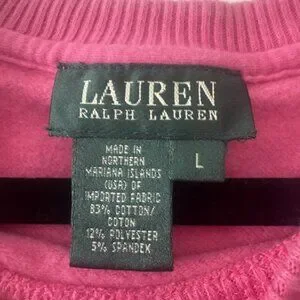 LAUREN
RALPH LAUREN
MADE IN
NORTHERN
MARIANA ISLANDS
(USA) OF
IMPORTED FABRIC
83% COTTON/
COTON
12% POLYESTER
5% SPANDEX
L